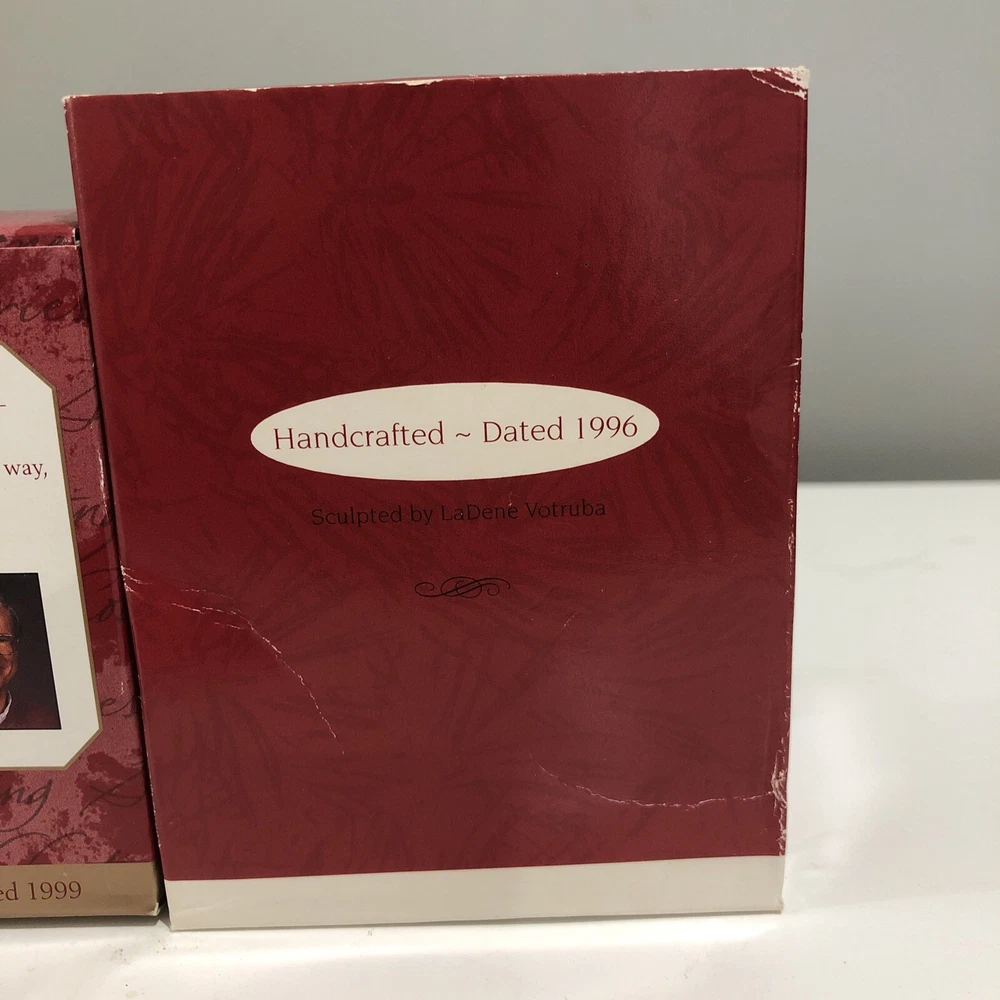 way,
ed 1999
Handcrafted ~ Dated 1996
Sculpted by LaDene Votruba